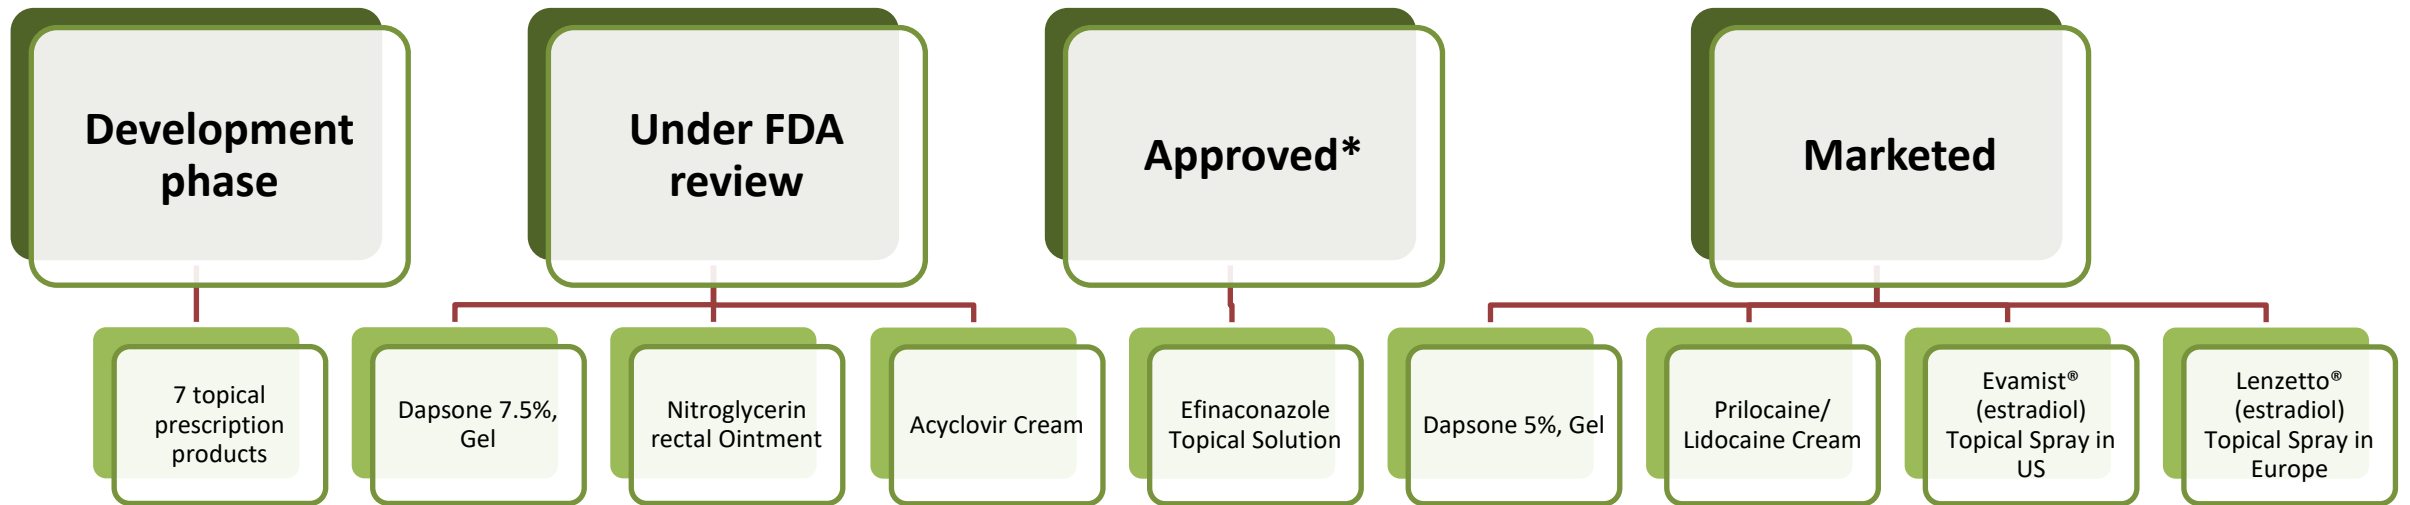 Development
phase
Under FDA
review
Approved*
Marketed
7 topical
prescription
products
Dapsone 7.5%,
Gel
Nitroglycerin
rectal Ointment
Acyclovir Cream
Efinaconazole
Topical Solution
Dapsone 5%, Gel
Prilocaine/
Lidocaine Cream
Evamist®
(estradiol)
Topical Spray in
US
Lenzetto®
(estradiol)
Topical Spray in
Europe